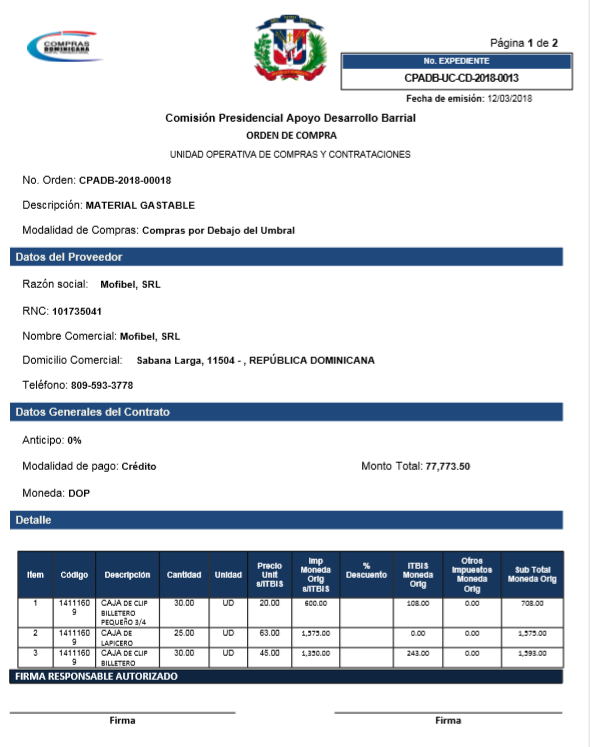 COMPRAS
DOMINICANA
Página 1 de 2
No. EXPEDIENTE
CPADB-UC-CD-2018-0013
Fecha de emisión: 12/03/2018
Comisión Presidencial Apoyo Desarrollo Barrial
ORDEN DE COMPRA
UNIDAD OPERATIVA DE COMPRAS Y CONTRATACIONES
No. Orden: CPADB-2018-00018
Descripción: MATERIAL GASTABLE
Modalidad de Compras: Compras por Debajo del Umbral
Datos del Proveedor
Razón social: Mofibel, SRL
RNC: 101735041
Nombre Comercial: Mofibel, SRL
Domicilio Comercial: Sabana Larga, 11504 - , REPÚBLICA DOMINICANA
Teléfono: 809-593-3778
Datos Generales del Contrato
Anticipo: 0%
Modalidad de pago: Crédito Monto Total: 77,773.50
Moneda: DOP
Detalle
Item Código Descripción Cantidad Unidad Precio Unit s/ITBIS Imp Moneda Orig s/ITBIS % Descuento ITBIS Moneda Orig Otros Impuestos Moneda Orig Sub Total Moneda Orig
1 14111609 CAJA DE CLIP BILLETERO PEQUEÑO 3/4 30.00 UD 20.00 600.00 108.00 0.00 708.00
2 14111609 CAJA DE LAPICERO 25.00 UD 63.00 1,575.00 0.00 0.00 1,575.00
3 14111609 CAJA DE CLIP BILLETERO 30.00 UD 45.00 1,350.00 243.00 0.00 1,593.00
FIRMA RESPONSABLE AUTORIZADO
Firma Firma